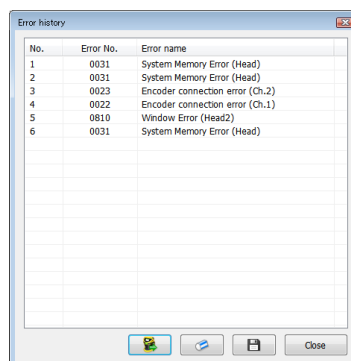 Error history
No. Error No. Error name
1 0031 System Memory Error (Head)
2 0031 System Memory Error (Head)
3 0023 Encoder connection error (Ch.2)
4 0022 Encoder connection error (Ch.1)
5 0810 Window Error (Head2)
6 0031 System Memory Error (Head)
Close